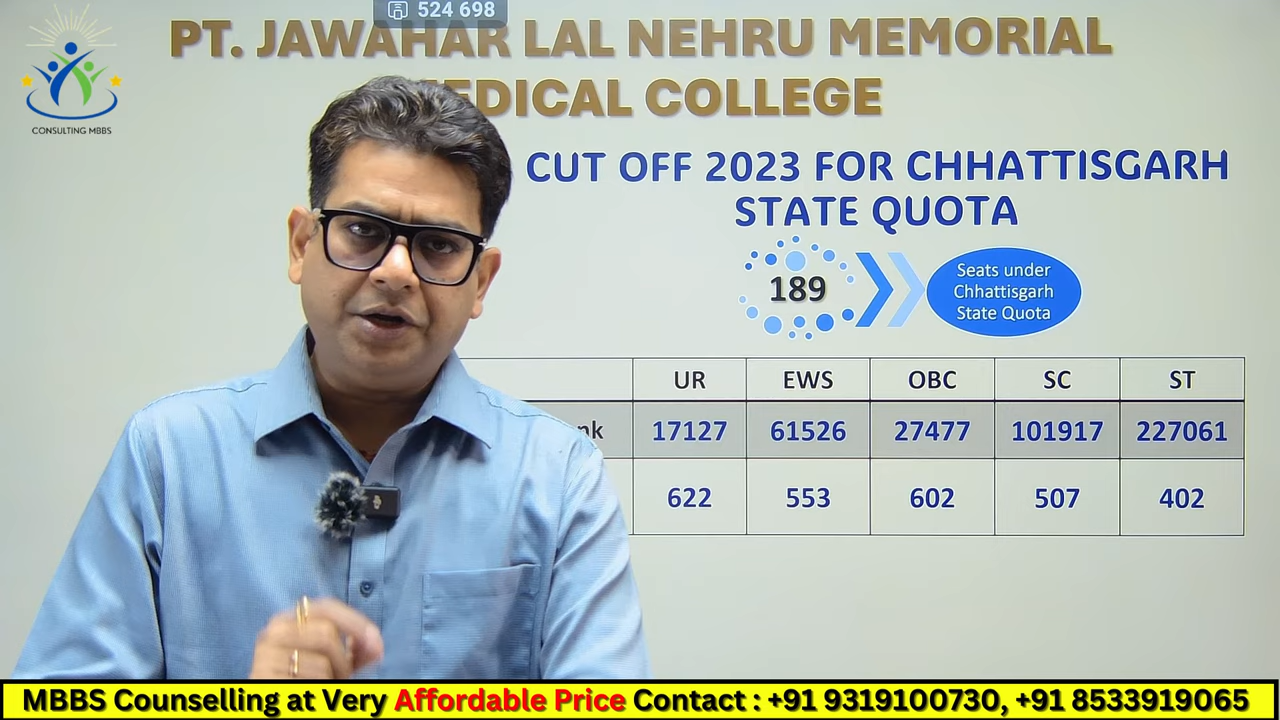 524 698
PT. JAWAHAR LAL NEHRU MEMORIAL
MEDICAL COLLEGE
CONSULTING MBBS
CUT OFF 2023 FOR CHHATTISGARH
STATE QUOTA
189
Seats under
Chhattisgarh
State Quota
UR EWS OBC SC ST
nk 17127 61526 27477 101917 227061
622 553 602 507 402
MBBS Counselling at Very Affordable Price Contact : +91 9319100730, +91 8533919065